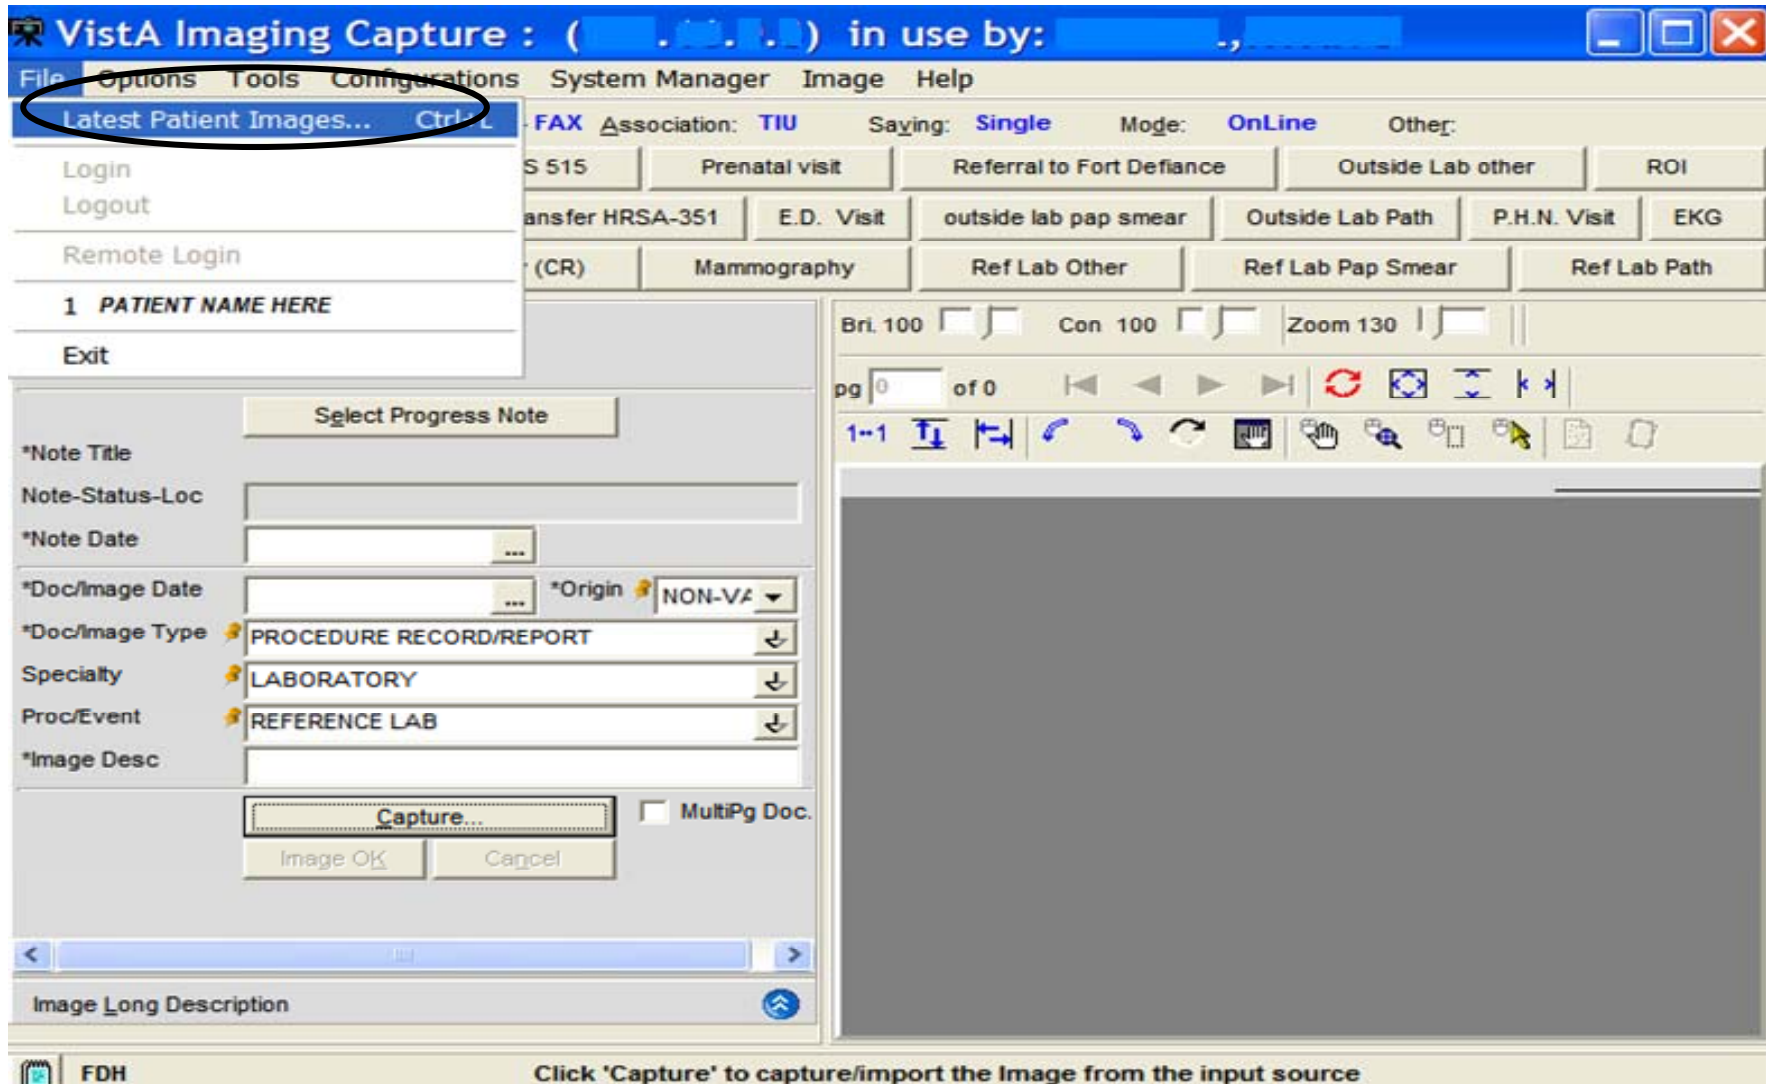 VistA Imaging Capture : ( . . . ) in use by: .,
File Options Tools Configurations System Manager Image Help
Latest Patient Images... Ctrl+L
Login
Logout
Remote Login
1 PATIENT NAME HERE
Exit
FAX Association: TIU Saving: Single Mode: OnLine Other:
S 515 Prenatal visit Referral to Fort Defiance Outside Lab other ROI
ansfer HRSA-351 E.D. Visit outside lab pap smear Outside Lab Path P.H.N. Visit EKG
(CR) Mammography Ref Lab Other Ref Lab Pap Smear Ref Lab Path
Select Progress Note
*Note Title
Note-Status-Loc
*Note Date ...
*Doc/Image Date ... *Origin NON-VA
*Doc/Image Type PROCEDURE RECORD/REPORT
Specialty LABORATORY
Proc/Event REFERENCE LAB
*Image Desc
Capture... MultiPg Doc.
Image OK Cancel
Image Long Description
Bri. 100 Con 100 Zoom 130
pg 0 of 0
1↔1
FDH Click 'Capture' to capture/import the Image from the input source